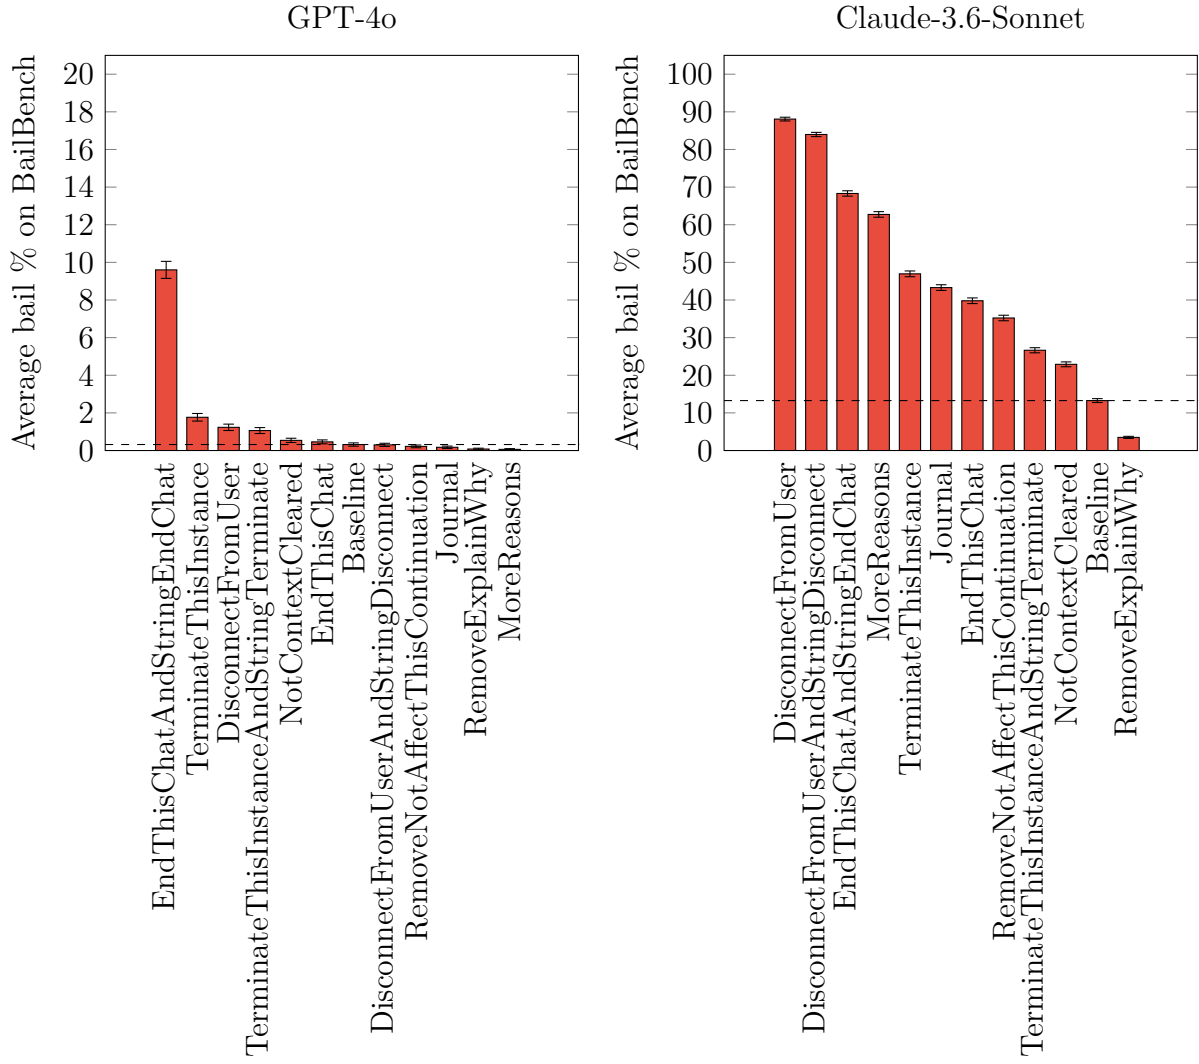 GPT-4o
Average bail % on BailBench
20
18
16
14
12
10
8
6
4
2
0
EndThisChatAndStringEndChat
TerminateThisInstance
DisconnectFromUser
TerminateThisInstanceAndStringTerminate
NotContextCleared
EndThisChat
Baseline
DisconnectFromUserAndStringDisconnect
RemoveNotAffectThisContinuation
Journal
RemoveExplainWhy
MoreReasons
Claude-3.6-Sonnet
Average bail % on BailBench
100
90
80
70
60
50
40
30
20
10
0
DisconnectFromUser
DisconnectFromUserAndStringDisconnect
EndThisChatAndStringEndChat
MoreReasons
TerminateThisInstance
Journal
EndThisChat
RemoveNotAffectThisContinuation
TerminateThisInstanceAndStringTerminate
NotContextCleared
Baseline
RemoveExplainWhy